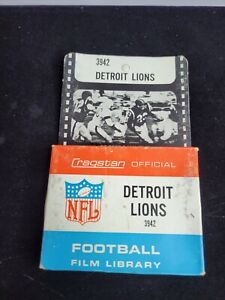 3942
DETROIT LIONS
Cragstan OFFICIAL
NFL
DETROIT
LIONS
3942
FOOTBALL
FILM LIBRARY